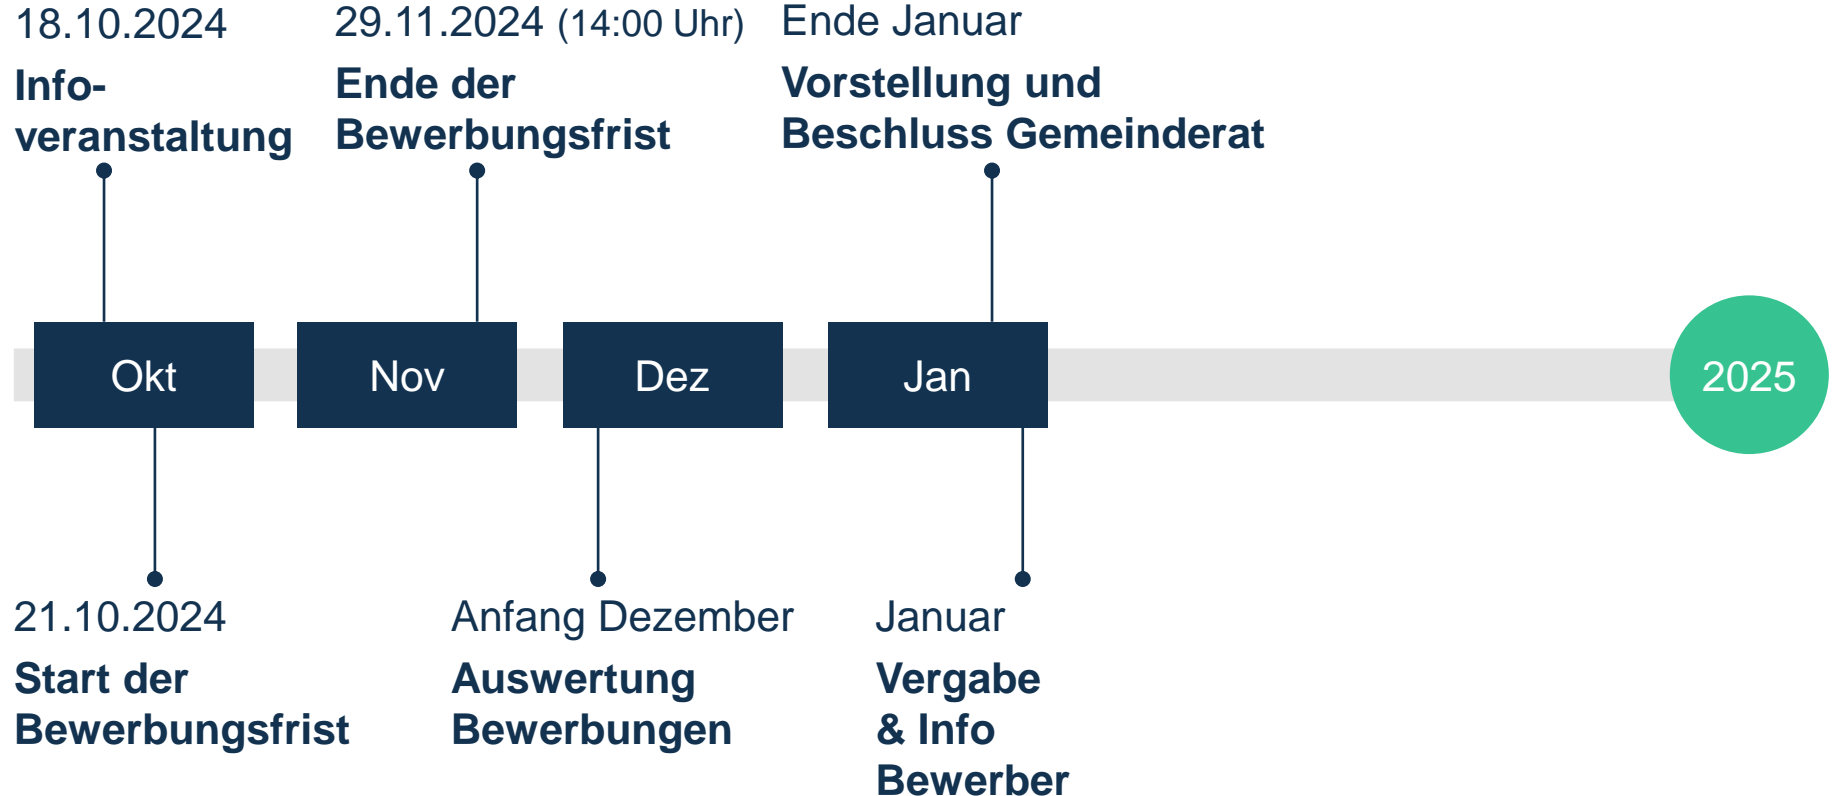 18.10.2024
Info-
veranstaltung
29.11.2024 (14:00 Uhr)
Ende der
Bewerbungsfrist
Ende Januar
Vorstellung und
Beschluss Gemeinderat
Okt
Nov
Dez
Jan
2025
21.10.2024
Start der
Bewerbungsfrist
Anfang Dezember
Auswertung
Bewerbungen
Januar
Vergabe
& Info
Bewerber